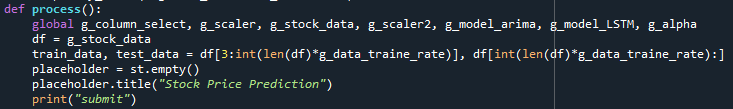 def process():
global g_column_select, g_scaler, g_stock_data, g_scaler2, g_model_arima, g_model_LSTM, g_alpha
df = g_stock_data
train_data, test_data = df[3:int(len(df)*g_data_traine_rate)], df[int(len(df)*g_data_traine_rate):]
placeholder = st.empty()
placeholder.title("Stock Price Prediction")
print("submit")